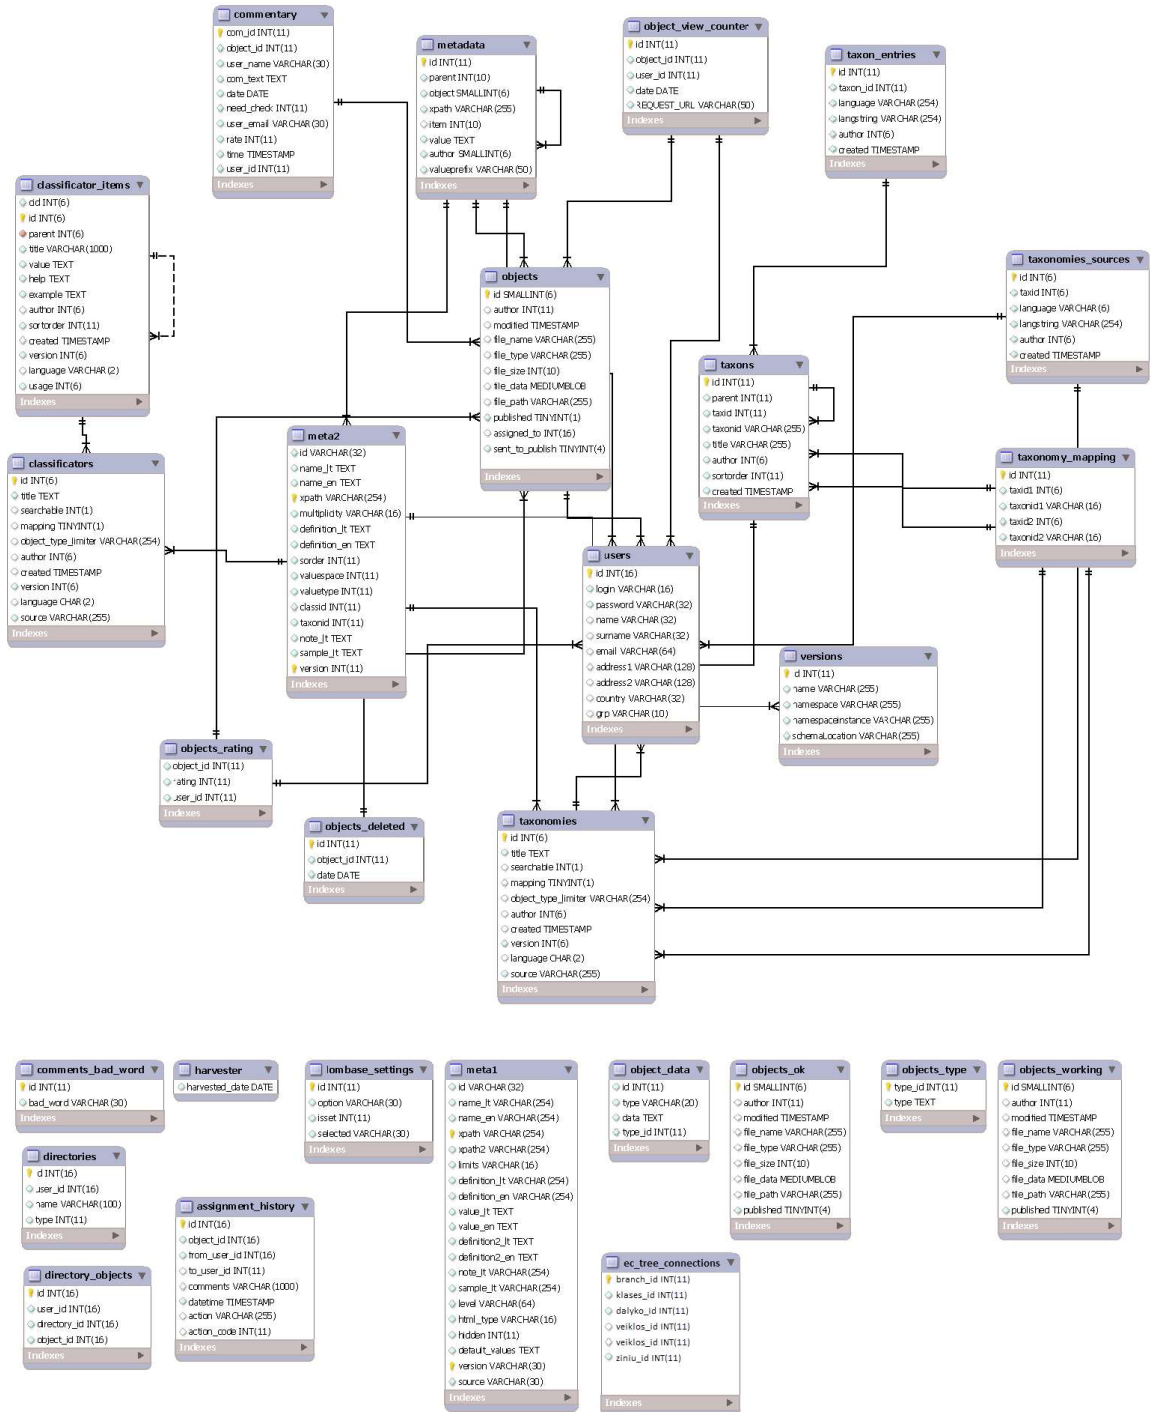 commentary
com_id INT(11)
object_id INT(11)
user_name VARCHAR(30)
com_text TEXT
date DATE
need_check INT(11)
user_email VARCHAR(30)
rate INT(11)
time TIMESTAMP
user_id INT(11)
Indexes
metadata
id INT(11)
parent INT(10)
object SMALLINT(6)
xpath VARCHAR(255)
item INT(10)
value TEXT
author SMALLINT(6)
valueprefix VARCHAR(50)
Indexes
object_view_counter
id INT(11)
object_id INT(11)
user_id INT(11)
date DATE
REQUEST_URL VARCHAR(50)
Indexes
taxon_entries
id INT(11)
taxon_id INT(11)
language VARCHAR(254)
langstring VARCHAR(254)
author INT(6)
created TIMESTAMP
Indexes
classificator_items
cid INT(6)
id INT(6)
parent INT(6)
title VARCHAR(1000)
value TEXT
help TEXT
example TEXT
author INT(6)
sortorder INT(11)
created TIMESTAMP
version INT(6)
language VARCHAR(2)
usage INT(6)
Indexes
objects
id SMALLINT(6)
author INT(11)
modified TIMESTAMP
file_name VARCHAR(255)
file_type VARCHAR(255)
file_size INT(10)
file_data MEDIUMBLOB
file_path VARCHAR(255)
published TINYINT(1)
assigned_to INT(16)
sent_to_publish TINYINT(4)
Indexes
taxonomies_sources
id INT(6)
taxid INT(6)
language VARCHAR(6)
langstring VARCHAR(254)
author INT(6)
created TIMESTAMP
Indexes
taxons
id INT(11)
parent INT(11)
taxid INT(11)
taxonid VARCHAR(255)
title VARCHAR(255)
author INT(6)
sortorder INT(11)
created TIMESTAMP
Indexes
classificators
id INT(6)
title TEXT
searchable INT(1)
mapping TINYINT(1)
object_type_limiter VARCHAR(254)
author INT(6)
created TIMESTAMP
version INT(6)
language CHAR(2)
source VARCHAR(255)
Indexes
meta2
id VARCHAR(32)
name_lt TEXT
name_en TEXT
xpath VARCHAR(254)
multiplicity VARCHAR(16)
definition_lt TEXT
definition_en TEXT
sorder INT(11)
valuespace INT(11)
valuetype INT(11)
classid INT(11)
taxonid INT(11)
note_lt TEXT
sample_lt TEXT
version INT(11)
Indexes
taxonomy_mapping
id INT(11)
taxid1 INT(6)
taxonid1 VARCHAR(16)
taxid2 INT(6)
taxonid2 VARCHAR(16)
Indexes
users
id INT(16)
login VARCHAR(16)
password VARCHAR(32)
name VARCHAR(32)
surname VARCHAR(32)
email VARCHAR(64)
address1 VARCHAR(128)
address2 VARCHAR(128)
country VARCHAR(32)
grp VARCHAR(10)
Indexes
versions
id INT(11)
name VARCHAR(255)
namespace VARCHAR(255)
namespaceinstance VARCHAR(255)
schemaLocation VARCHAR(255)
Indexes
objects_rating
object_id INT(11)
rating INT(11)
user_id INT(11)
Indexes
objects_deleted
id INT(11)
object_id INT(11)
date DATE
Indexes
taxonomies
id INT(6)
title TEXT
searchable INT(1)
mapping TINYINT(1)
object_type_limiter VARCHAR(254)
author INT(6)
created TIMESTAMP
version INT(6)
language CHAR(2)
source VARCHAR(255)
Indexes
comments_bad_word
id INT(11)
bad_word VARCHAR(30)
Indexes
harvester
harvested_date DATE
lombase_settings
id INT(11)
option VARCHAR(30)
isset INT(11)
selected VARCHAR(30)
Indexes
meta1
id VARCHAR(32)
name_lt VARCHAR(254)
name_en VARCHAR(254)
xpath VARCHAR(254)
xpath2 VARCHAR(254)
limits VARCHAR(16)
definition_lt VARCHAR(254)
definition_en VARCHAR(254)
value_lt TEXT
value_en TEXT
definition2_lt TEXT
definition2_en TEXT
note_lt VARCHAR(254)
sample_lt VARCHAR(254)
level VARCHAR(64)
html_type VARCHAR(16)
hidden INT(11)
detault_values TEXT
version VARCHAR(30)
source VARCHAR(30)
Indexes
object_data
id INT(11)
type VARCHAR(20)
data TEXT
type_id INT(11)
Indexes
objects_ok
id SMALLINT(6)
author INT(11)
modified TIMESTAMP
file_name VARCHAR(255)
file_type VARCHAR(255)
file_size INT(10)
file_data MEDIUMBLOB
file_path VARCHAR(255)
published TINYINT(4)
Indexes
objects_type
type_id INT(11)
type TEXT
Indexes
objects_working
id SMALLINT(6)
author INT(11)
modified TIMESTAMP
file_name VARCHAR(255)
file_type VARCHAR(255)
file_size INT(10)
file_data MEDIUMBLOB
file_path VARCHAR(255)
published TINYINT(4)
Indexes
directories
id INT(16)
user_id INT(16)
name VARCHAR(100)
type INT(11)
Indexes
assignment_history
id INT(16)
object_id INT(16)
from_user_id INT(16)
to_user_id INT(11)
comments VARCHAR(1000)
datetime TIMESTAMP
action VARCHAR(255)
action_code INT(11)
Indexes
directory_objects
id INT(16)
user_id INT(16)
directory_id INT(16)
object_id INT(16)
Indexes
ec_tree_connections
branch_id INT(11)
klases_id INT(11)
dalyko_id INT(11)
veiklos_id INT(11)
veiklos_id INT(11)
ziniu_id INT(11)
Indexes